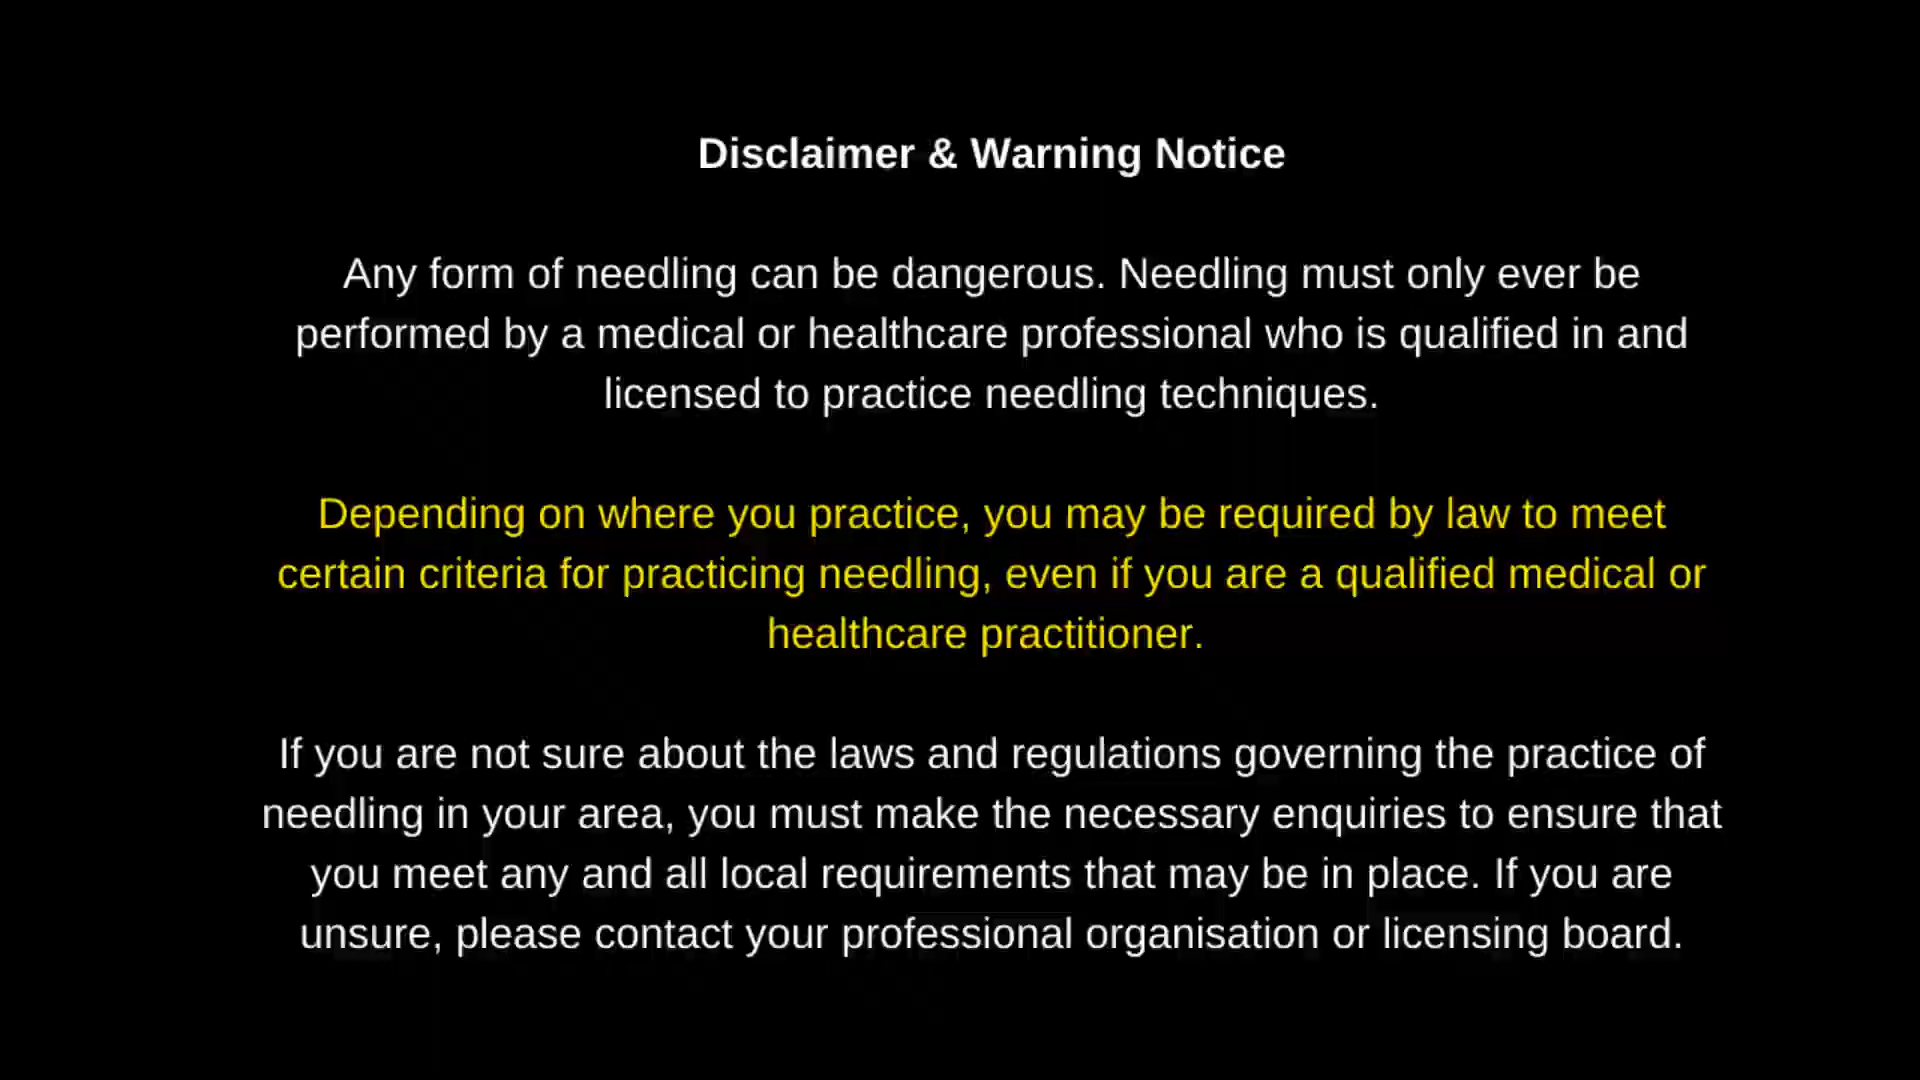 Disclaimer & Warning Notice
Any form of needling can be dangerous. Needling must only ever be
performed by a medical or healthcare professional who is qualified in and
licensed to practice needling techniques.
Depending on where you practice, you may be required by law to meet
certain criteria for practicing needling, even if you are a qualified medical or
healthcare practitioner.
If you are not sure about the laws and regulations governing the practice of
needling in your area, you must make the necessary enquiries to ensure that
you meet any and all local requirements that may be in place. If you are
unsure, please contact your professional organisation or licensing board.